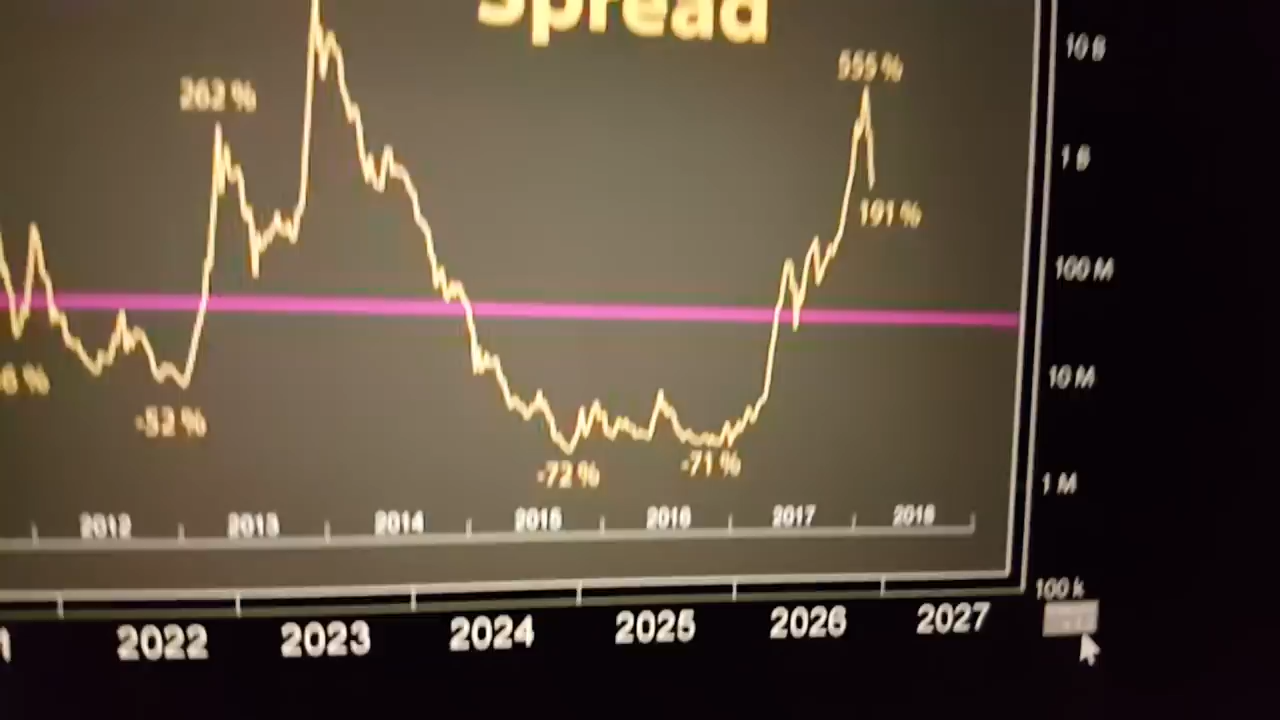 Spread
10 B
262 %
555 %
1 B
191 %
100 M
10 M
-52 %
-72 %
-71 %
1 M
2012 2013 2014 2015 2016 2017 2018
100 k
2022 2023 2024 2025 2026 2027